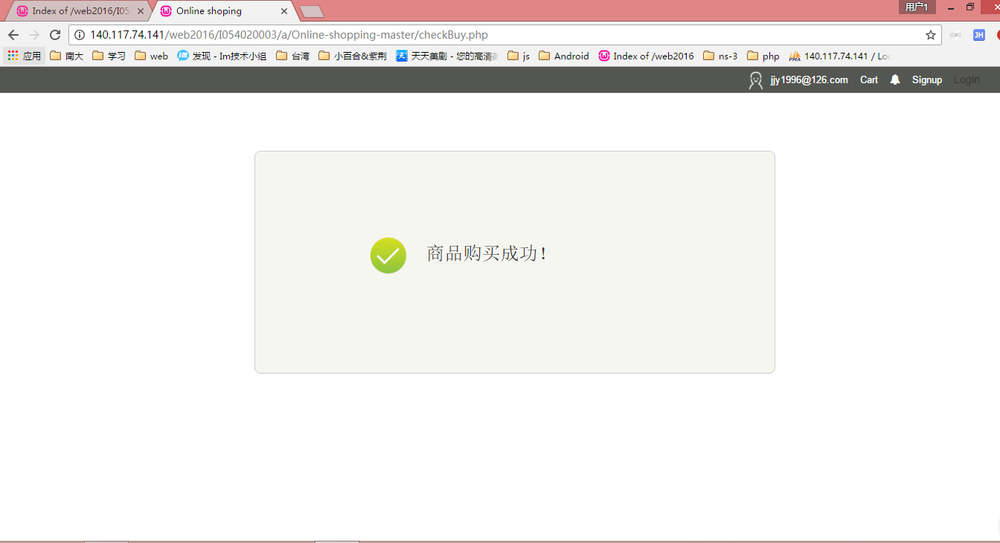 Index of /web2016/I05
Online shoping
用户1
140.117.74.141/web2016/I054020003/a/Online-shopping-master/checkBuy.php
JH
应用 南大 学习 web 发现 - Im技术小组 台湾 小百合&紫荆 天天美剧 - 您的高清 js Android Index of /web2016 ns-3 php PMA 140.117.74.141 / Lo
jjy1996@126.com Cart Signup Login
商品购买成功!